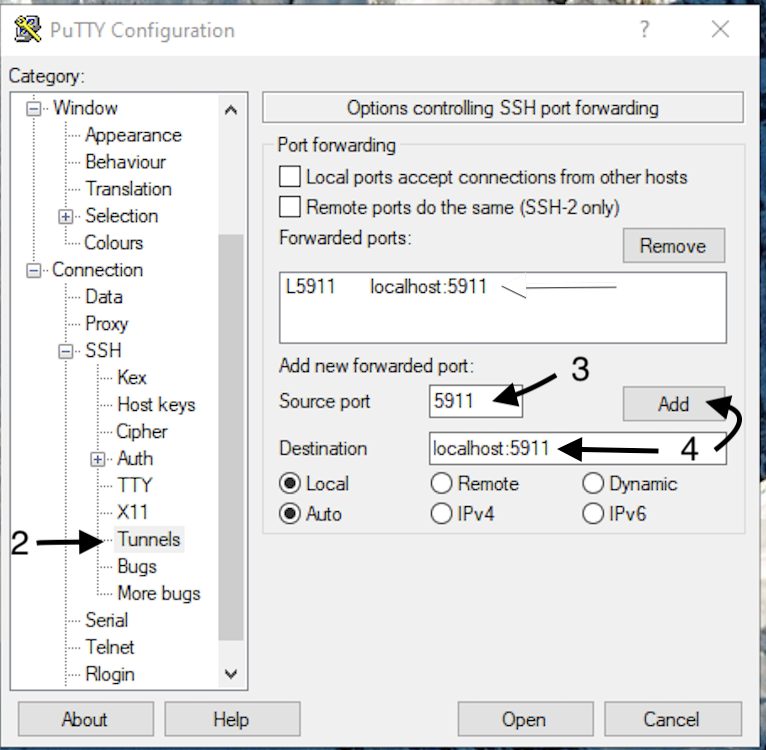 PuTTY Configuration ? ×
Category:
Window
Appearance
Behaviour
Translation
Selection
Colours
Connection
Data
Proxy
SSH
Kex
Host keys
Cipher
Auth
TTY
X11
2 Tunnels
Bugs
More bugs
Serial
Telnet
Rlogin
Options controlling SSH port forwarding
Port forwarding
Local ports accept connections from other hosts
Remote ports do the same (SSH-2 only)
Forwarded ports: Remove
L5911 localhost:5911
Add new forwarded port:
Source port 5911 3 Add
Destination localhost:5911 4
Local Remote Dynamic
Auto IPv4 IPv6
About Help Open Cancel